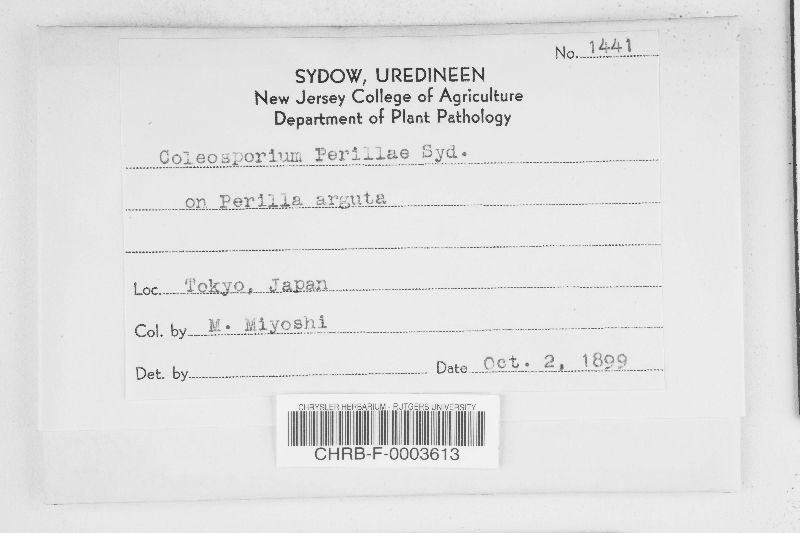 No. 1441
SYDOW, UREDINEEN
New Jersey College of Agriculture
Department of Plant Pathology
Coleosporium Perillae Syd.
on Perilla arguta
Loc. Tokyo, Japan
Col. by M. Miyoshi
Det. by
Date Oct. 2, 1899
CHRYSLER HERBARIUM - RUTGERS UNIVERSITY
CHRB-F-0003613